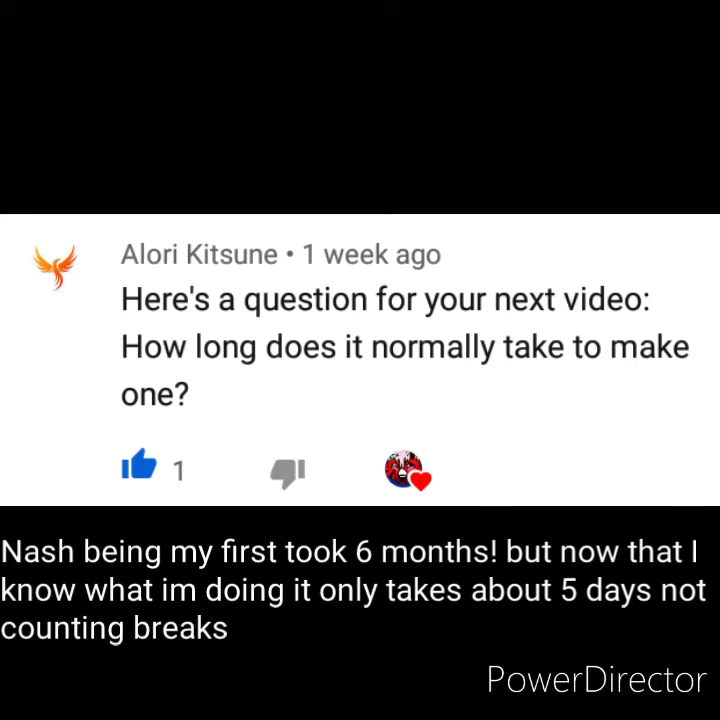 Alori Kitsune • 1 week ago
Here's a question for your next video:
How long does it normally take to make
one?
1
Nash being my first took 6 months! but now that I
know what im doing it only takes about 5 days not
counting breaks
PowerDirector